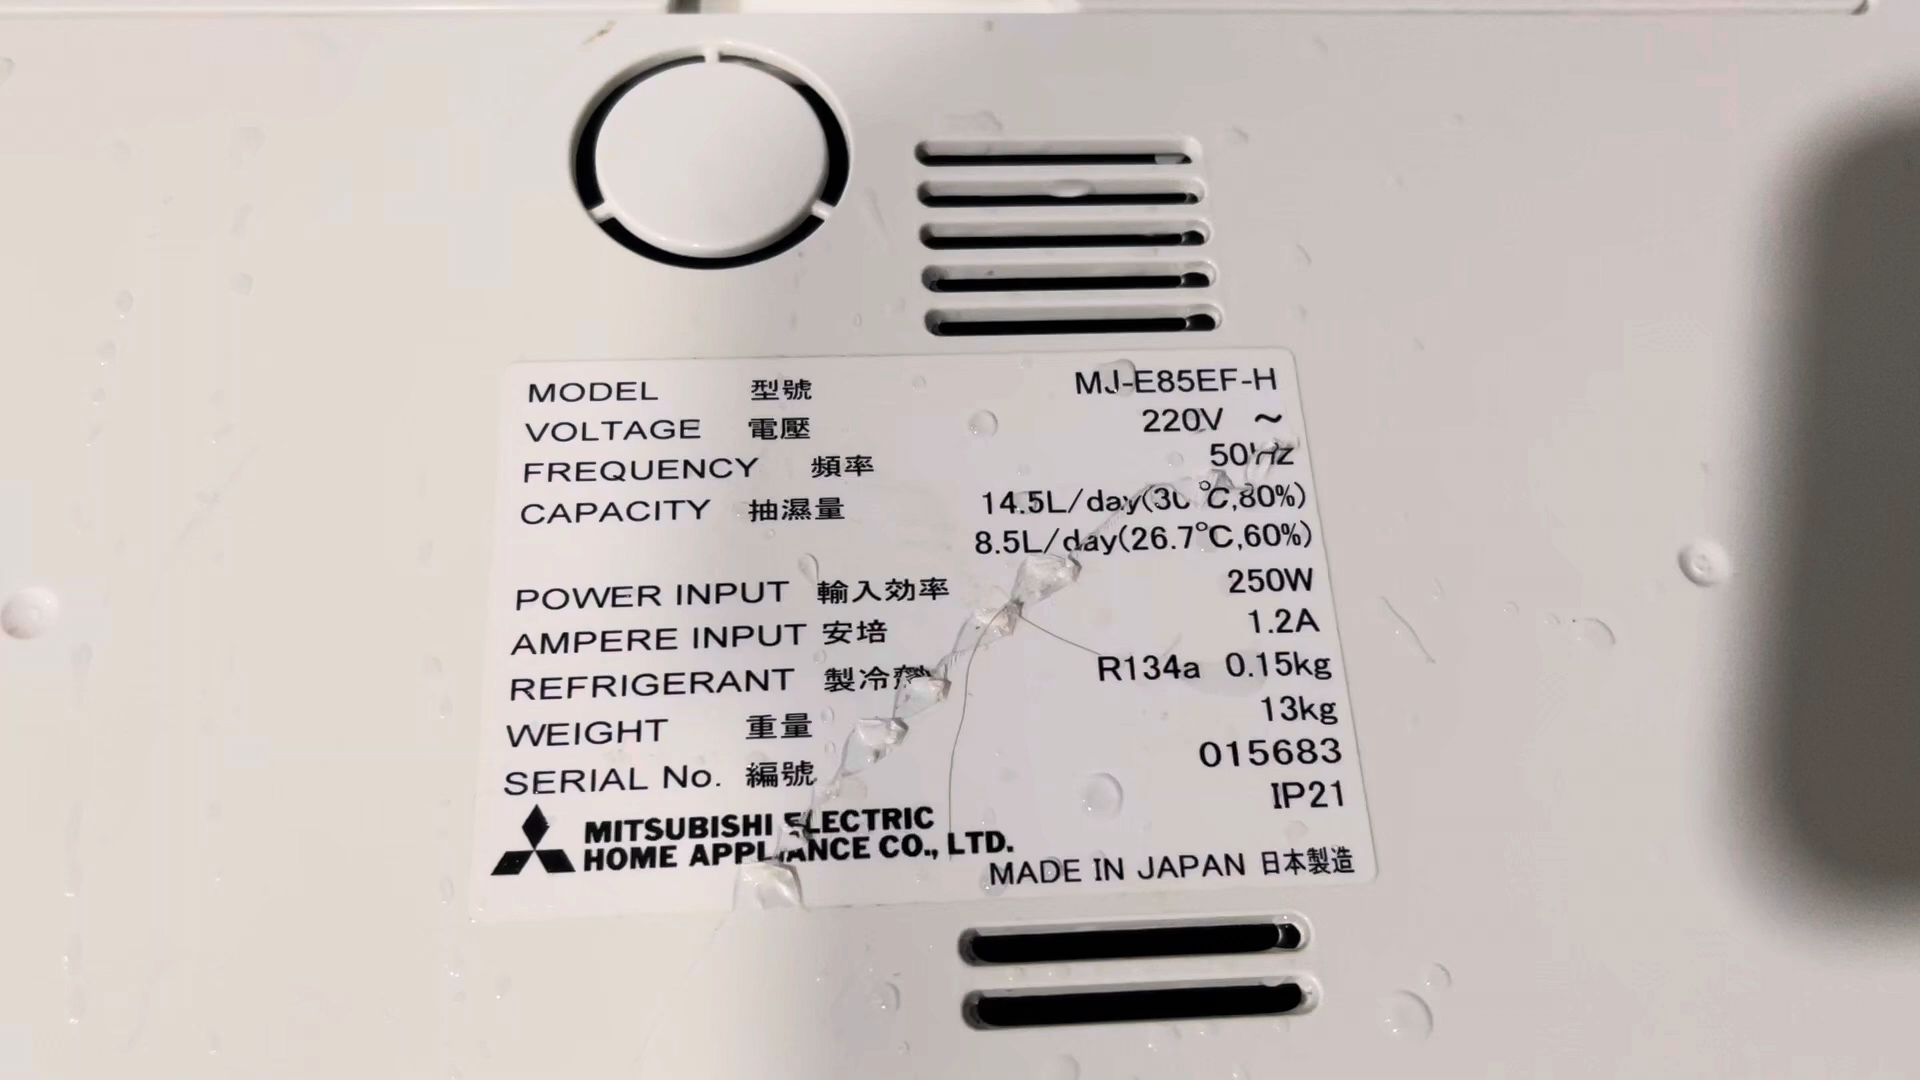 MODEL 型號 MJ-E85EF-H
VOLTAGE 電壓 220V ～
FREQUENCY 頻率 50Hz
CAPACITY 抽濕量 14.5L/day(30℃,80%)
8.5L/day(26.7℃,60%)
POWER INPUT 輸入効率 250W
AMPERE INPUT 安培 1.2A
REFRIGERANT 製冷劑 R134a 0.15kg
WEIGHT 重量 13kg
SERIAL No. 編號 015683
IP21
MITSUBISHI ELECTRIC
HOME APPLIANCE CO., LTD.
MADE IN JAPAN 日本製造